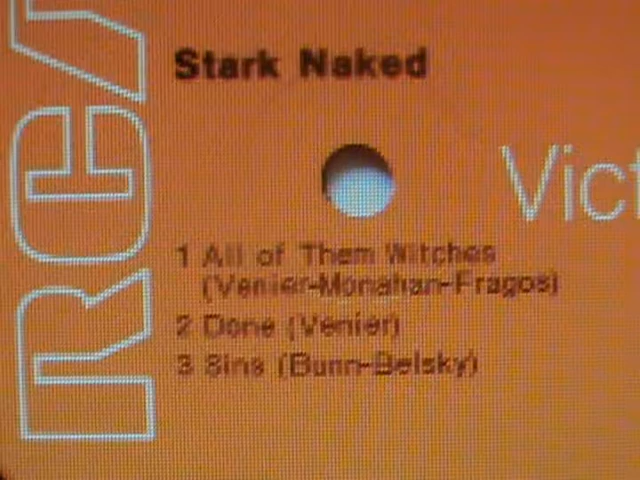 RCA
Stark Naked
Vict
1 All of Them Witches
(Venier-Monahan-Fragos)
2 Done (Venier)
3 Sins (Bunn-Belsky)